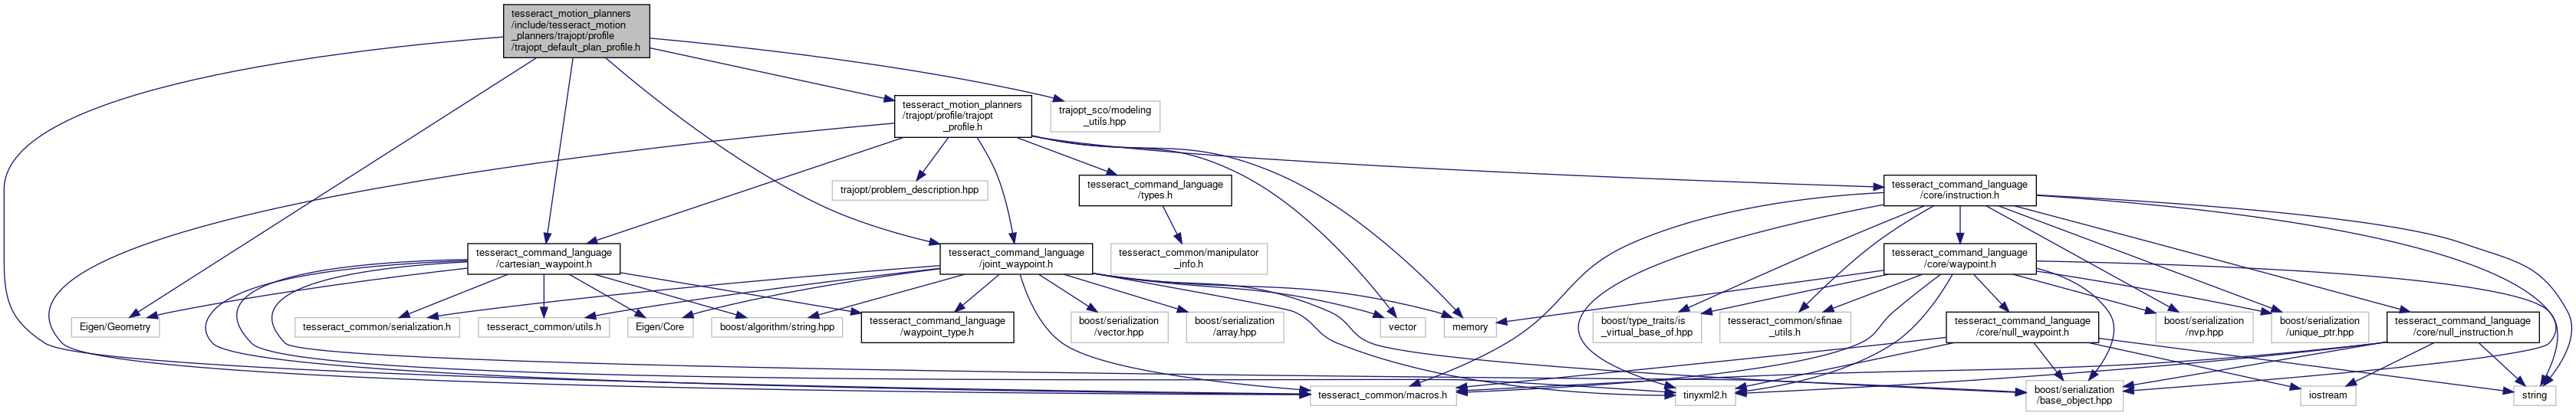 tesseract_motion_planners
/include/tesseract_motion
_planners/trajopt/profile
/trajopt_default_plan_profile.h
tesseract_motion_planners
/trajopt/profile/trajopt
_profile.h
trajopt_sco/modeling
_utils.hpp
trajopt/problem_description.hpp
tesseract_command_language
/types.h
tesseract_command_language
/core/instruction.h
tesseract_command_language
/cartesian_waypoint.h
tesseract_command_language
/joint_waypoint.h
tesseract_common/manipulator
_info.h
tesseract_command_language
/core/waypoint.h
Eigen/Geometry
tesseract_common/serialization.h
tesseract_common/utils.h
Eigen/Core
boost/algorithm/string.hpp
tesseract_command_language
/waypoint_type.h
boost/serialization
/vector.hpp
boost/serialization
/array.hpp
vector
memory
boost/type_traits/is
_virtual_base_of.hpp
tesseract_common/sfinae
_utils.h
tesseract_command_language
/core/null_waypoint.h
boost/serialization
/nvp.hpp
boost/serialization
/unique_ptr.hpp
tesseract_command_language
/core/null_instruction.h
tesseract_common/macros.h
tinyxml2.h
boost/serialization
/base_object.hpp
iostream
string